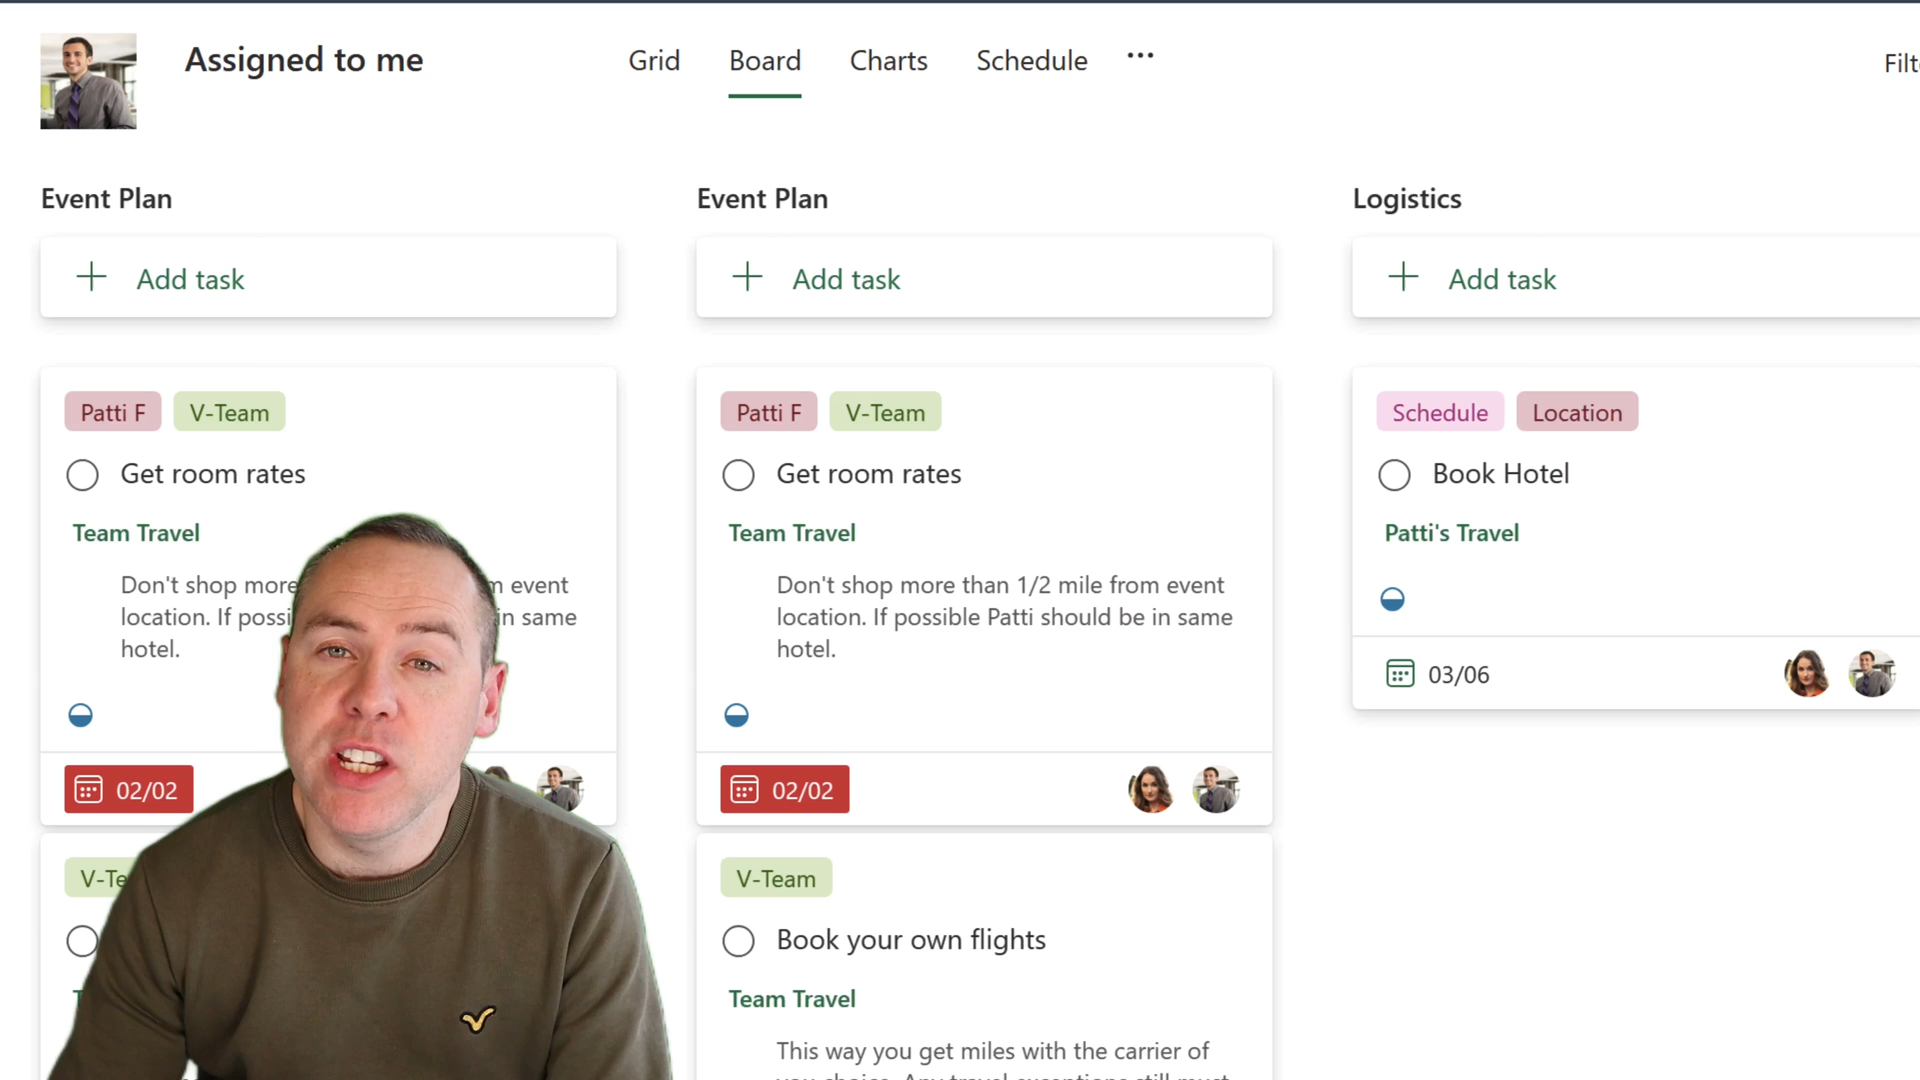 Assigned to me
Grid Board Charts Schedule ...
Event Plan
Add task
Patti F V-Team
Get room rates
Team Travel
Don't shop more event
location. If in same
hotel.
02/02
Event Plan
Add task
Patti F V-Team
Get room rates
Team Travel
Don't shop more than 1/2 mile from event
location. If possible Patti should be in same
hotel.
02/02
V-Team
Book your own flights
Team Travel
This way you get miles with the carrier of
Logistics
Add task
Schedule Location
Book Hotel
Patti's Travel
03/06